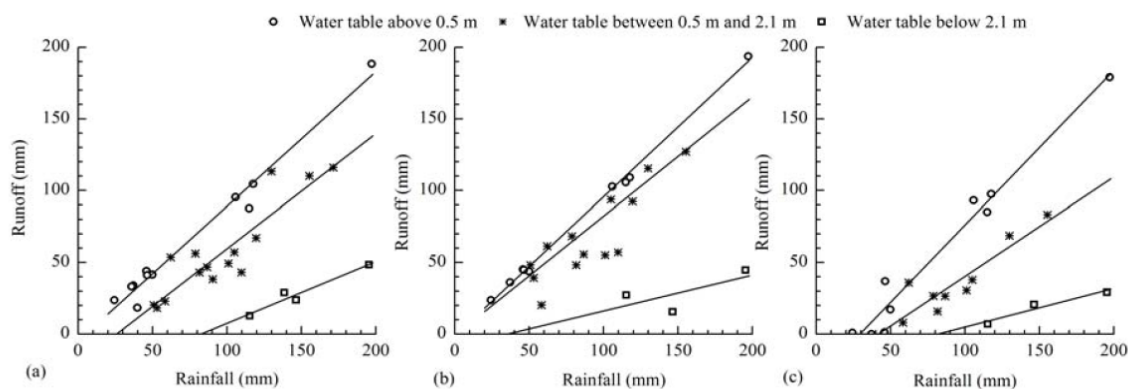 Water table above 0.5 m Water table between 0.5 m and 2.1 m Water table below 2.1 m
200 200 200
150 150 150
100 100 100
50 50 50
0 0 0
Runoff (mm) Runoff (mm) Runoff (mm)
0 50 100 150 200 0 50 100 150 200 0 50 100 150 200
(a) Rainfall (mm) (b) Rainfall (mm) (c) Rainfall (mm)